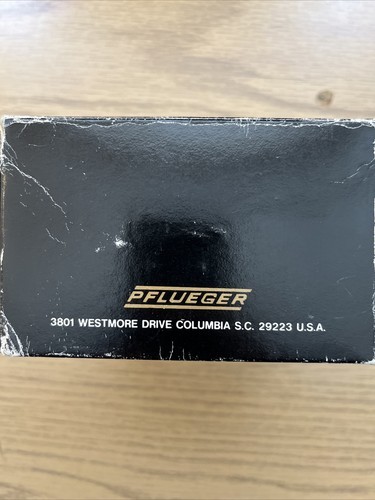 PFLUEGER
3801 WESTMORE DRIVE COLUMBIA S.C. 29223 U.S.A.